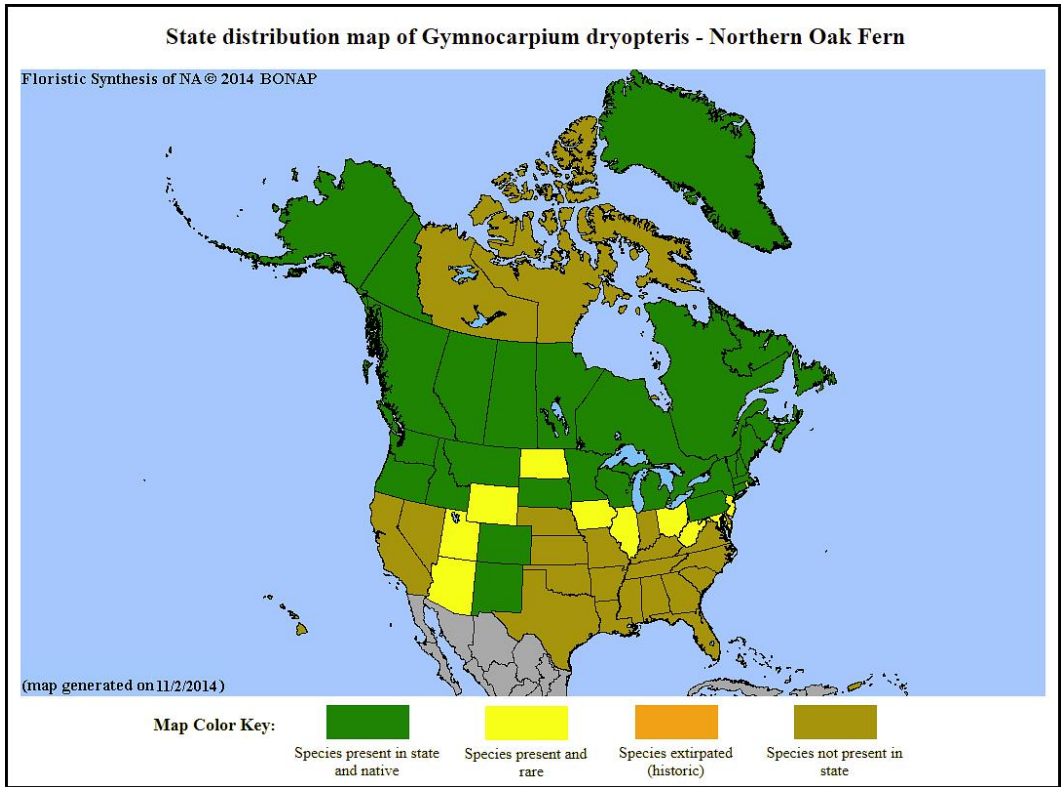 State distribution map of Gymnocarpium dryopteris - Northern Oak Fern
Floristic Synthesis of NA © 2014 BONAP
(map generated on 11/2/2014)
Map Color Key:
Species present in state
and native
Species present and
rare
Species extirpated
(historic)
Species not present in
state